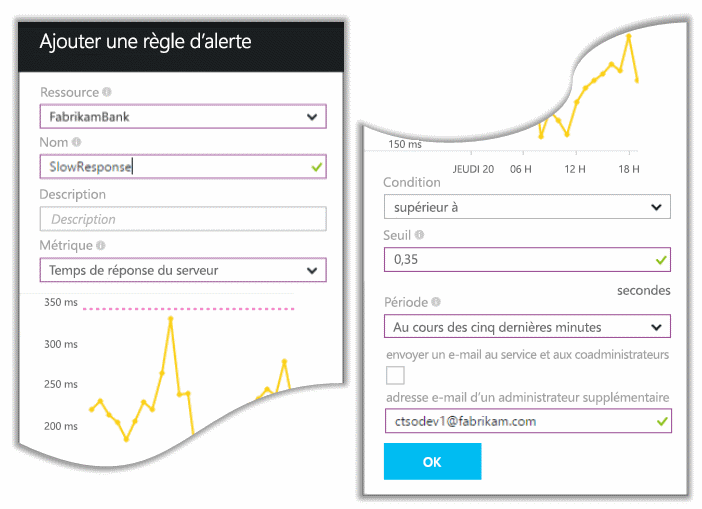 Ajouter une règle d'alerte
Ressource
FabrikamBank
Nom
SlowResponse
Description
Description
Métrique
Temps de réponse du serveur
350 ms
300 ms
250 ms
200 ms
150 ms
JEUDI 20 06 H 12 H 18 H
Condition
supérieur à
Seuil
0,35
secondes
Période
Au cours des cinq dernières minutes
envoyer un e-mail au service et aux coadministrateurs
adresse e-mail d'un administrateur supplémentaire
ctsodev1@fabrikam.com
OK